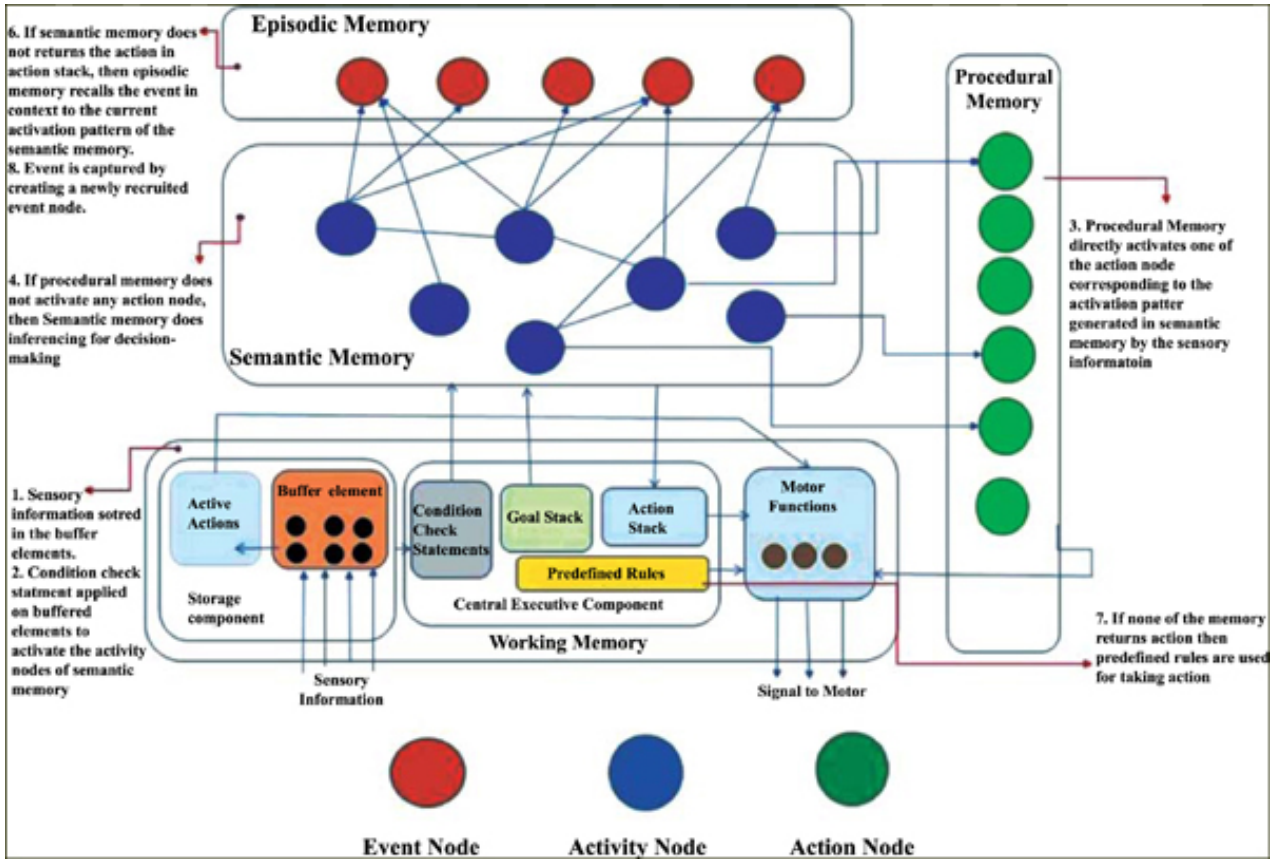 Episodic Memory
6. If semantic memory does
not returns the action in
action stack, then episodic
memory recalls the event in
context to the current
activation pattern of the
semantic memory.
8. Event is captured by
creating a newly recruited
event node.
Procedural
Memory
3. Procedural Memory
directly activates one of
the action node
corresponding to the
activation patter
generated in semantic
memory by the sensory
informatoin
4. If procedural memory does
not activate any action node,
then Semantic memory does
inferencing for decision-
making
Semantic Memory
1. Sensory
information sotred
in the buffer
elements.
2. Condition check
statment applied
on buffered
elements to
activate the activity
nodes of semantic
memory
Active
Actions
Buffer element
Storage
component
Condition
Check
Statements
Goal Stack
Action
Stack
Predefined Rules
Central Executive Component
Motor
Functions
Working Memory
Sensory
Information
Signal to Motor
7. If none of the memory
returns action then
predefined rules are used
for taking action
Event Node
Activity Node
Action Node